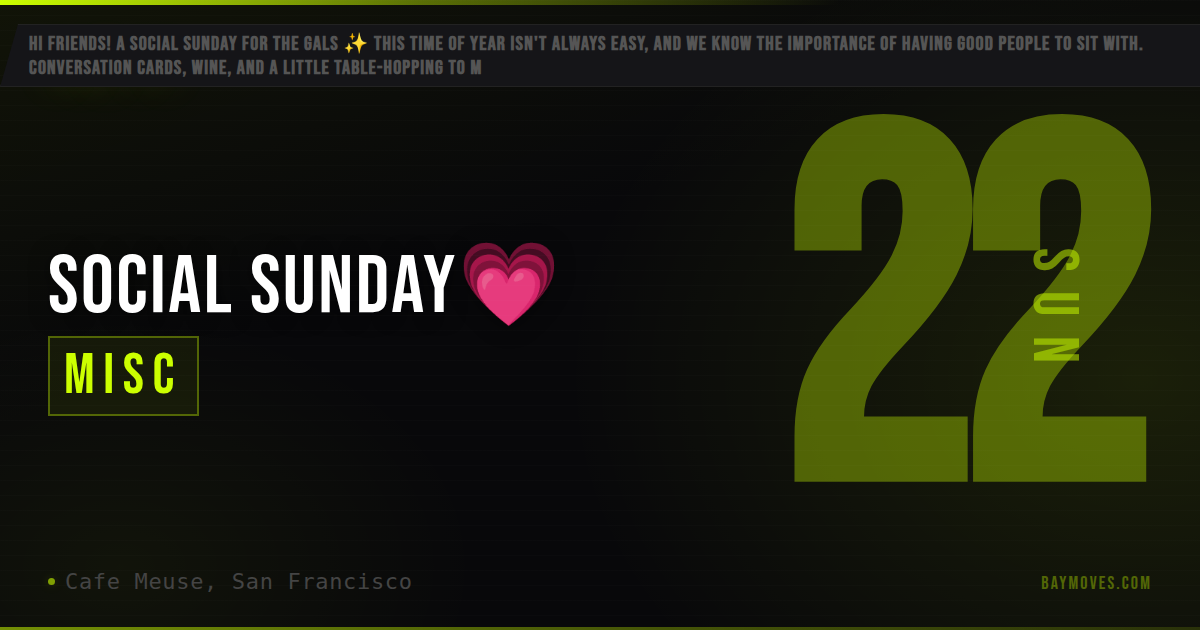 HI FRIENDS! A SOCIAL SUNDAY FOR THE GALS ✨ THIS TIME OF YEAR ISN'T ALWAYS EASY, AND WE KNOW THE IMPORTANCE OF HAVING GOOD PEOPLE TO SIT WITH.
CONVERSATION CARDS, WINE, AND A LITTLE TABLE-HOPPING TO M
SOCIAL SUNDAY💗
MISC
22
SUN
Cafe Meuse, San Francisco
BAYMOVES.COM